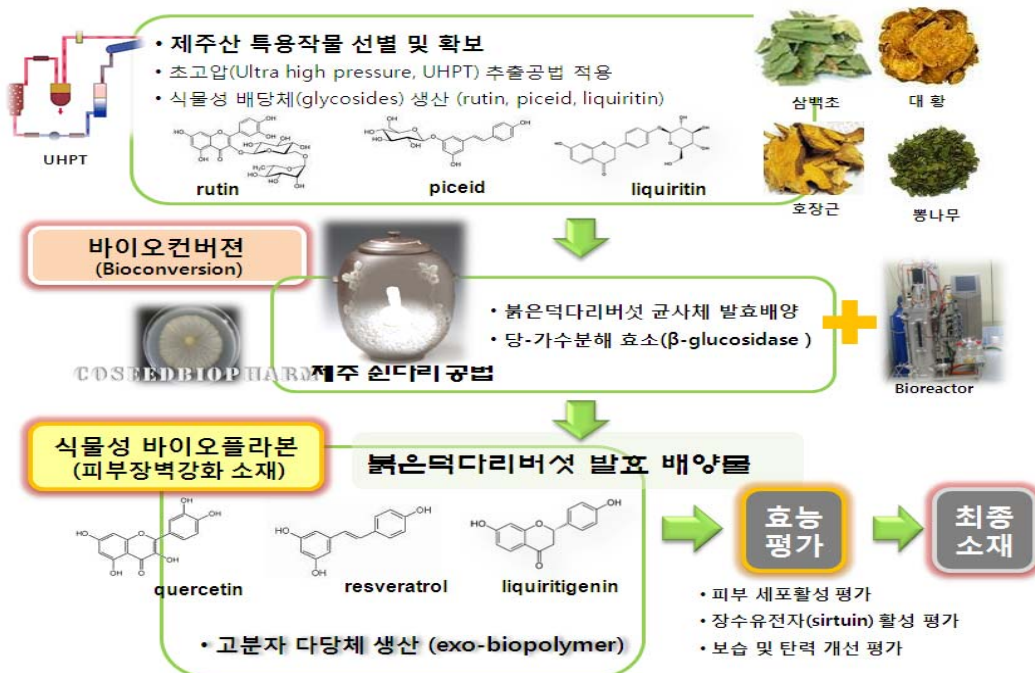 • 제주산 특용작물 선별 및 확보
• 초고압(Ultra high pressure, UHPT) 추출공법 적용
• 식물성 배당체(glycosides) 생산 (rutin, piceid, liquiritin)
UHPT
rutin
piceid
liquiritin
삼백초
대 황
호장근
뽕나무
바이오컨버젼
(Bioconversion)
COSEEDBIOPHARM
제주 쉰다리 공법
• 붉은덕다리버섯 균사체 발효배양
• 당-가수분해 효소(β-glucosidase )
Bioreactor
식물성 바이오플라본
(피부장벽강화 소재)
붉은덕다리버섯 발효 배양물
quercetin
resveratrol
liquiritigenin
• 고분자 다당체 생산 (exo-biopolymer)
효능
평가
최종
소재
• 피부 세포활성 평가
• 장수유전자(sirtuin) 활성 평가
• 보습 및 탄력 개선 평가